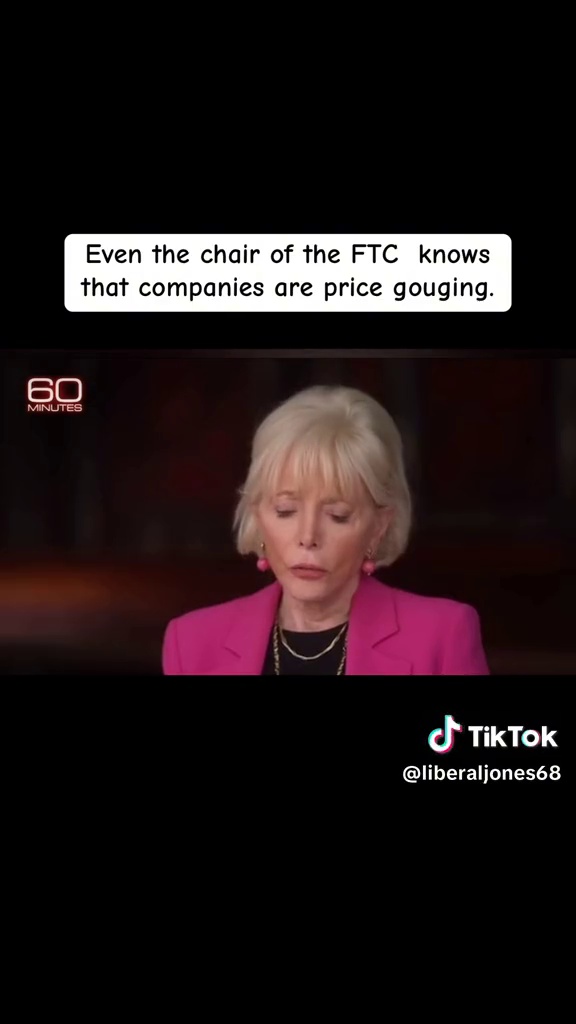 Even the chair of the FTC knows
that companies are price gouging.
60
MINUTES
TikTok
@liberaljones68